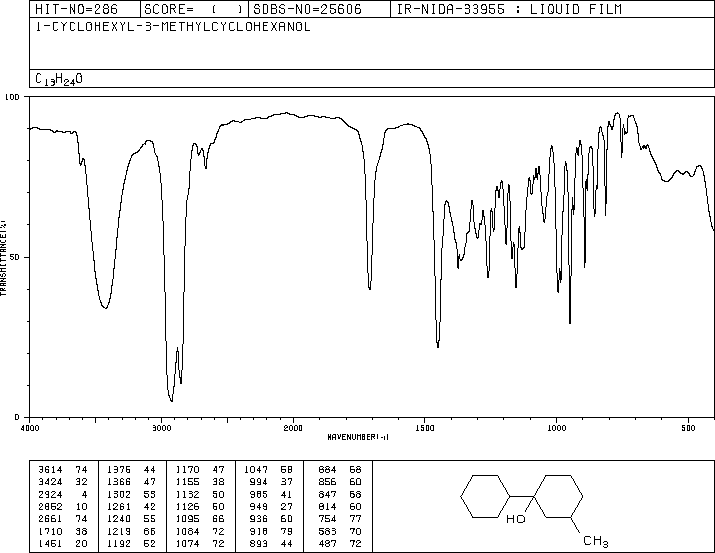 HIT-NO=286 SCORE= ( ) SDBS-NO=25606 IR-NIDA-33955 : LIQUID FILM
1-CYCLOHEXYL-3-METHYLCYCLOHEXANOL
C13H24O
100
50
0
TRANSMITTANCE(%)
4000 3000 2000 1500 1000 500
WAVENUMBER(-1)
3614 74 1376 44 1170 47 1047 58 884 68
3424 32 1366 47 1155 38 994 37 856 60
2924 4 1302 53 1132 50 985 41 847 68
2852 10 1261 42 1126 50 949 27 814 60
2661 74 1240 55 1095 66 936 60 754 77
1710 38 1219 66 1084 72 918 79 583 70
1451 20 1192 52 1074 72 893 44 487 72
HO
CH3